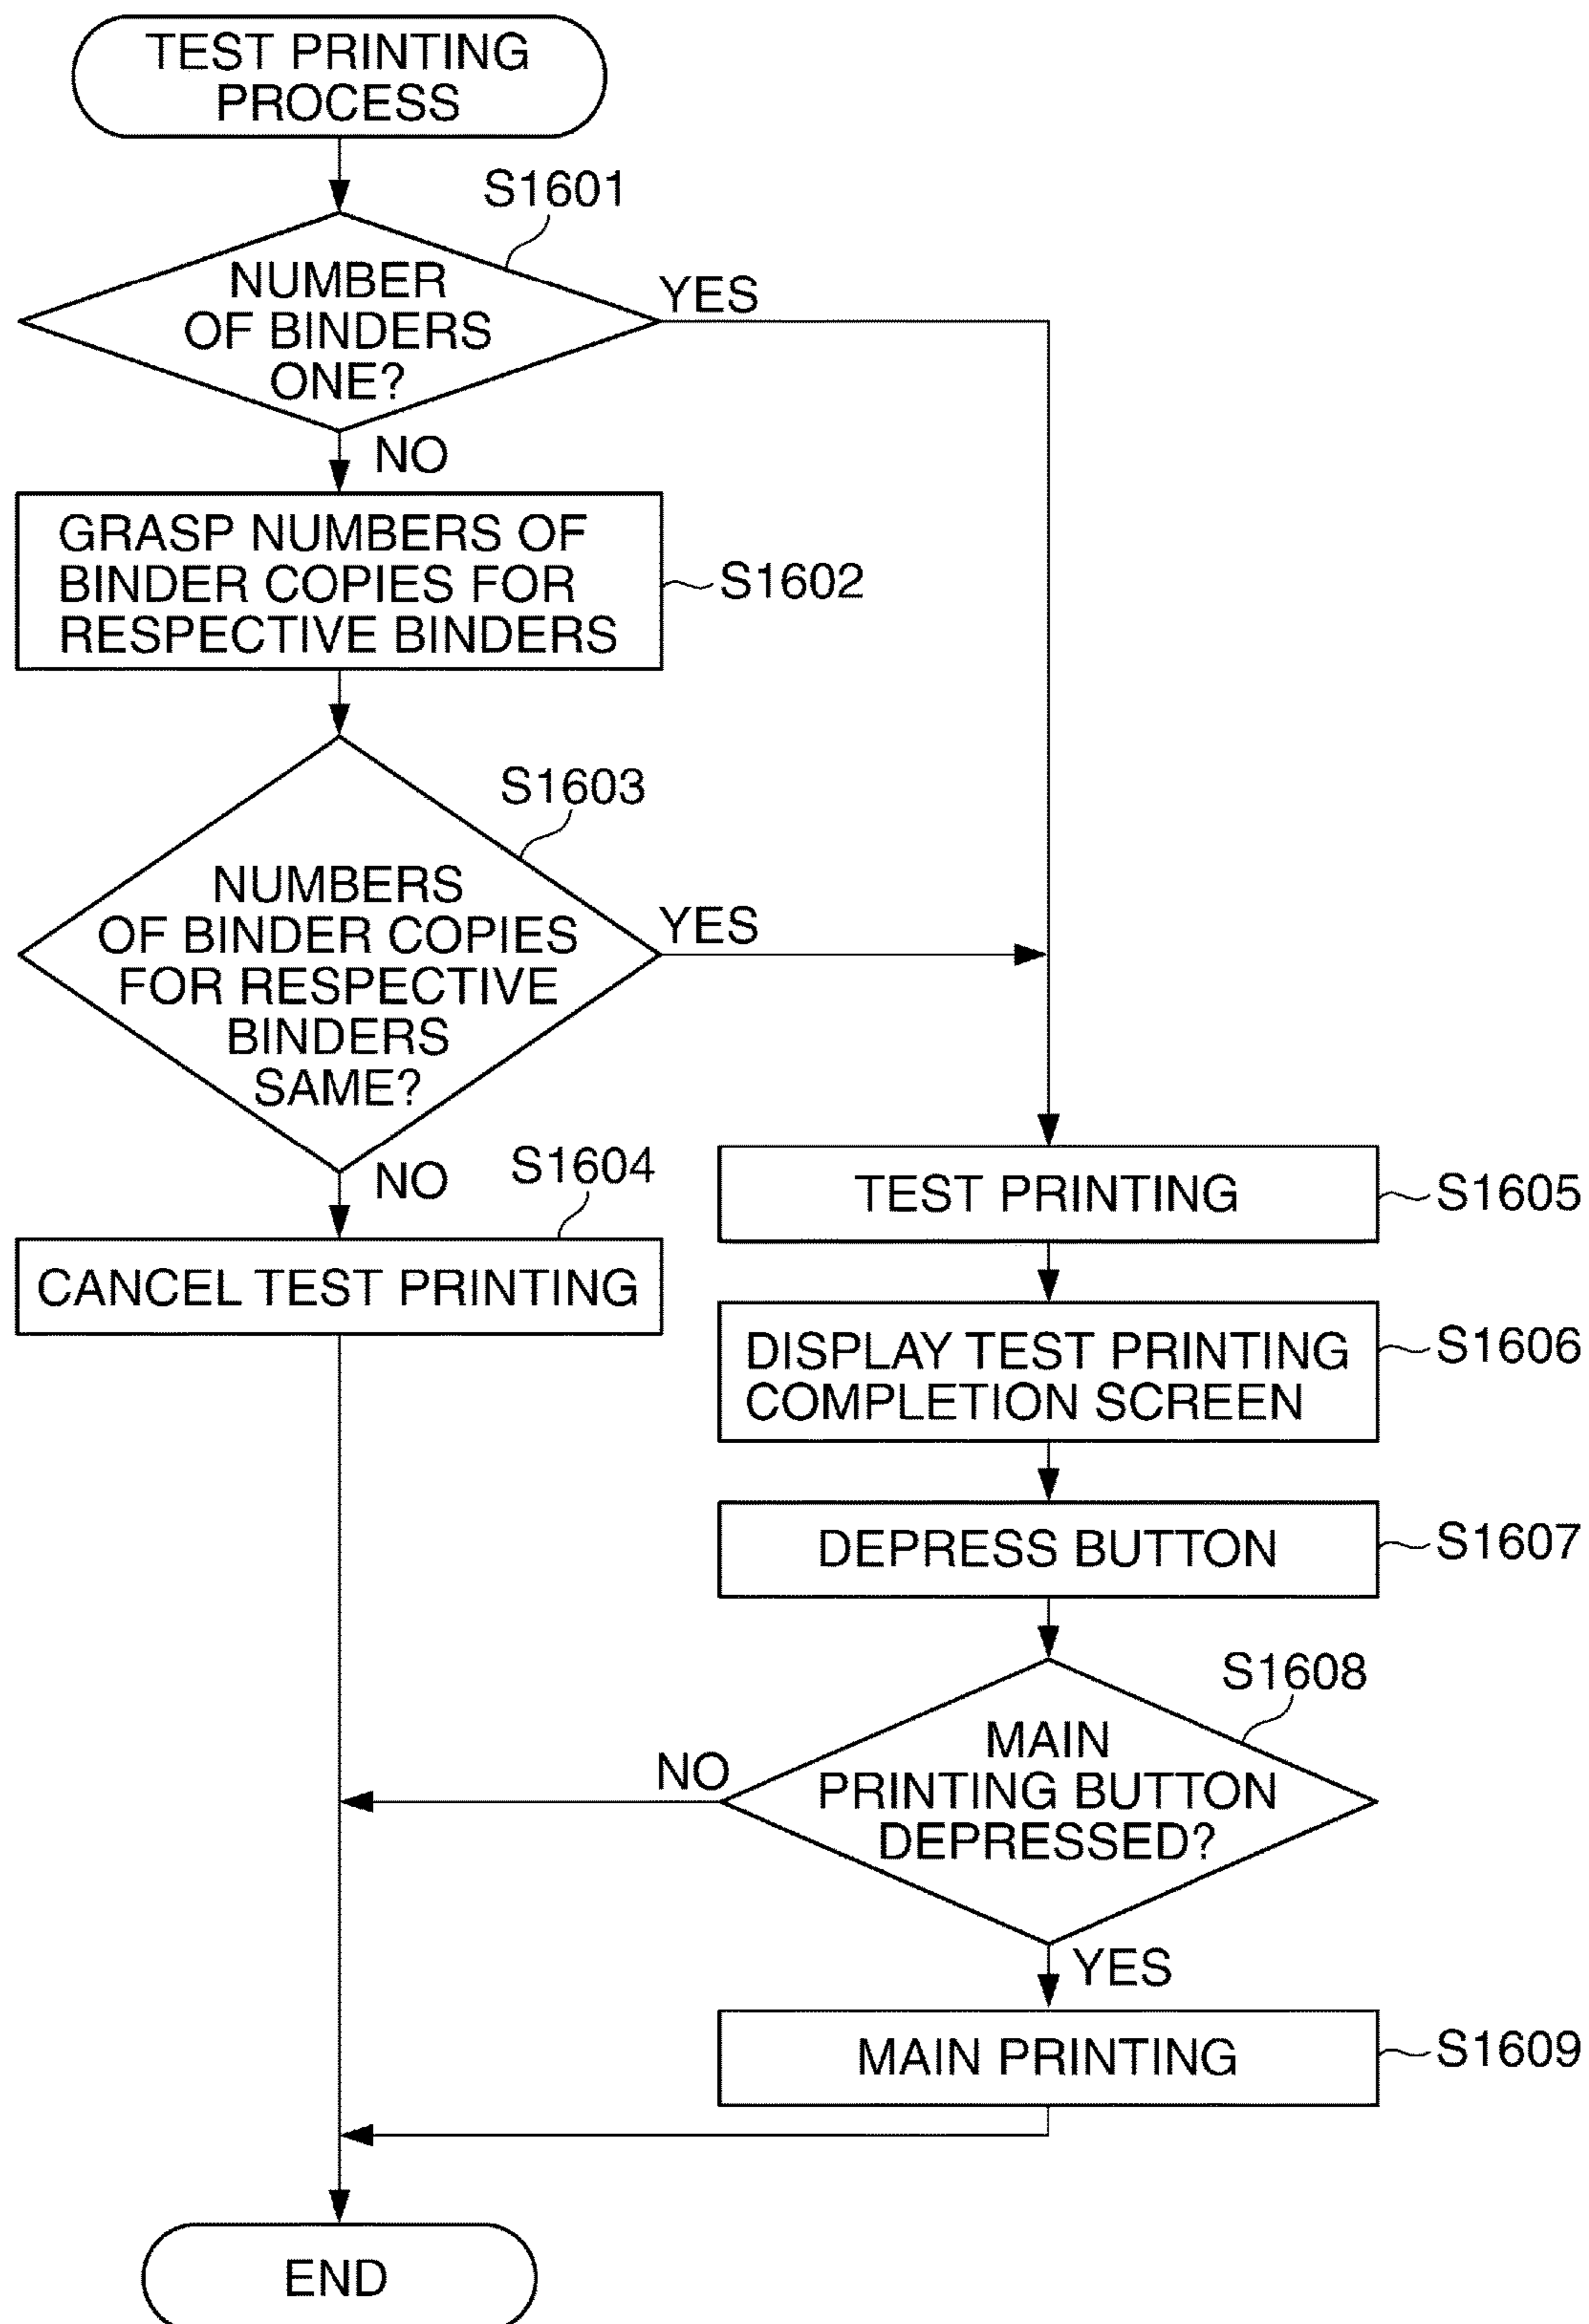 TEST PRINTING
PROCESS
S1601
NUMBER
OF BINDERS
ONE?
YES
NO
GRASP NUMBERS OF
BINDER COPIES FOR
RESPECTIVE BINDERS
S1602
S1603
NUMBERS
OF BINDER COPIES
FOR RESPECTIVE
BINDERS
SAME?
YES
NO
S1604
CANCEL TEST PRINTING
TEST PRINTING
S1605
DISPLAY TEST PRINTING
COMPLETION SCREEN
S1606
DEPRESS BUTTON
S1607
S1608
MAIN
PRINTING BUTTON
DEPRESSED?
NO
YES
MAIN PRINTING
S1609
END